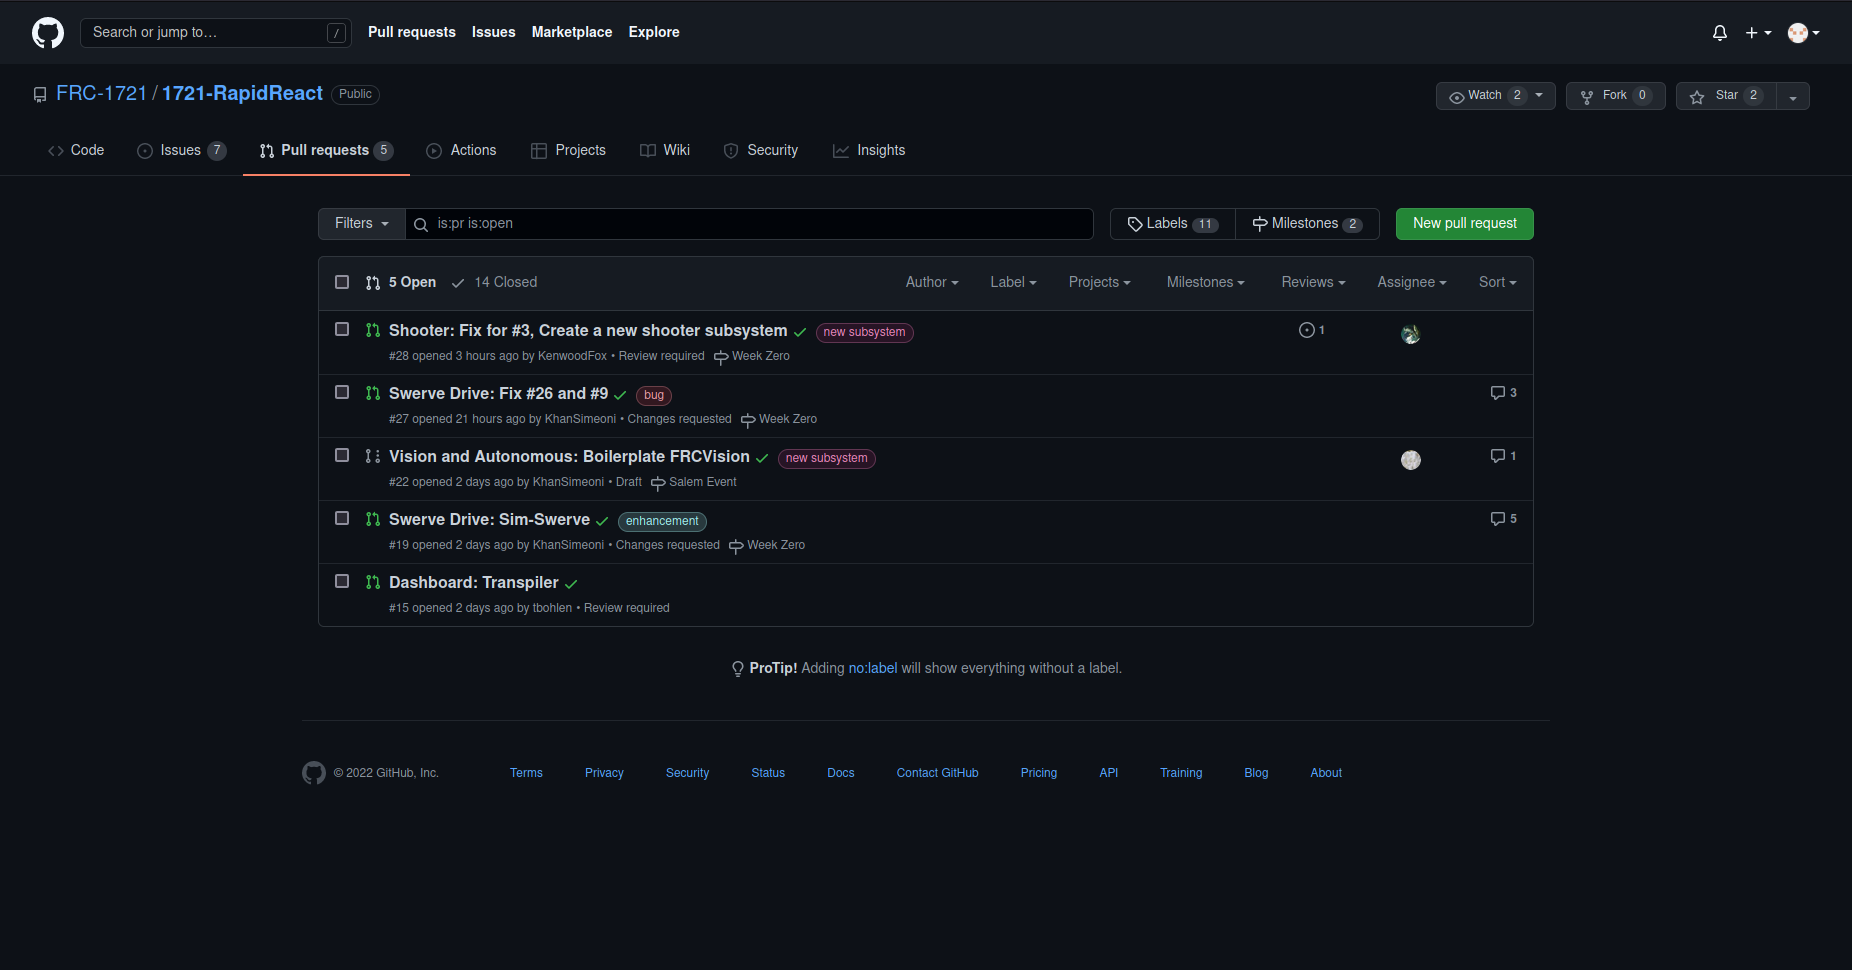 Search or jump to… / Pull requests Issues Marketplace Explore
FRC-1721 / 1721-RapidReact Public Watch 2 Fork 0 Star 2
Code Issues 7 Pull requests 5 Actions Projects Wiki Security Insights
Filters is:pr is:open Labels 11 Milestones 2 New pull request
5 Open 14 Closed Author Label Projects Milestones Reviews Assignee Sort
Shooter: Fix for #3, Create a new shooter subsystem new subsystem 1
#28 opened 3 hours ago by KenwoodFox • Review required Week Zero
Swerve Drive: Fix #26 and #9 bug 3
#27 opened 21 hours ago by KhanSimeoni • Changes requested Week Zero
Vision and Autonomous: Boilerplate FRCVision new subsystem 1
#22 opened 2 days ago by KhanSimeoni • Draft Salem Event
Swerve Drive: Sim-Swerve enhancement 5
#19 opened 2 days ago by KhanSimeoni • Changes requested Week Zero
Dashboard: Transpiler
#15 opened 2 days ago by tbohlen • Review required
ProTip! Adding no:label will show everything without a label.
© 2022 GitHub, Inc. Terms Privacy Security Status Docs Contact GitHub Pricing API Training Blog About